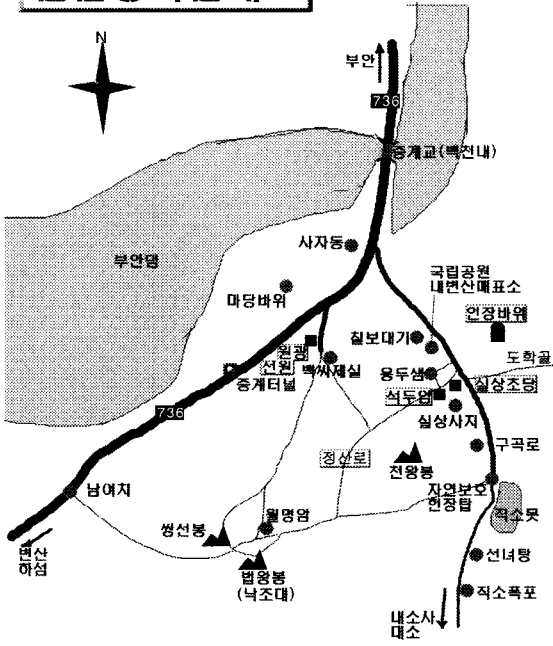 N
부안
736
중계교(백천내)
사자동
부안댐
국립공원
내변산매표소
마당바위
인장바위
칠보대기
도학골
원광
선원
백씨제실
용두샘
중계터널
석두암
실상초당
736
실상사지
구곡로
정산로
천왕봉
남여치
자연보호
헌장탑
월명암
직소못
쌍선봉
변산
하섬
선녀탕
법왕봉
(낙조대)
직소폭포
내소사
대소